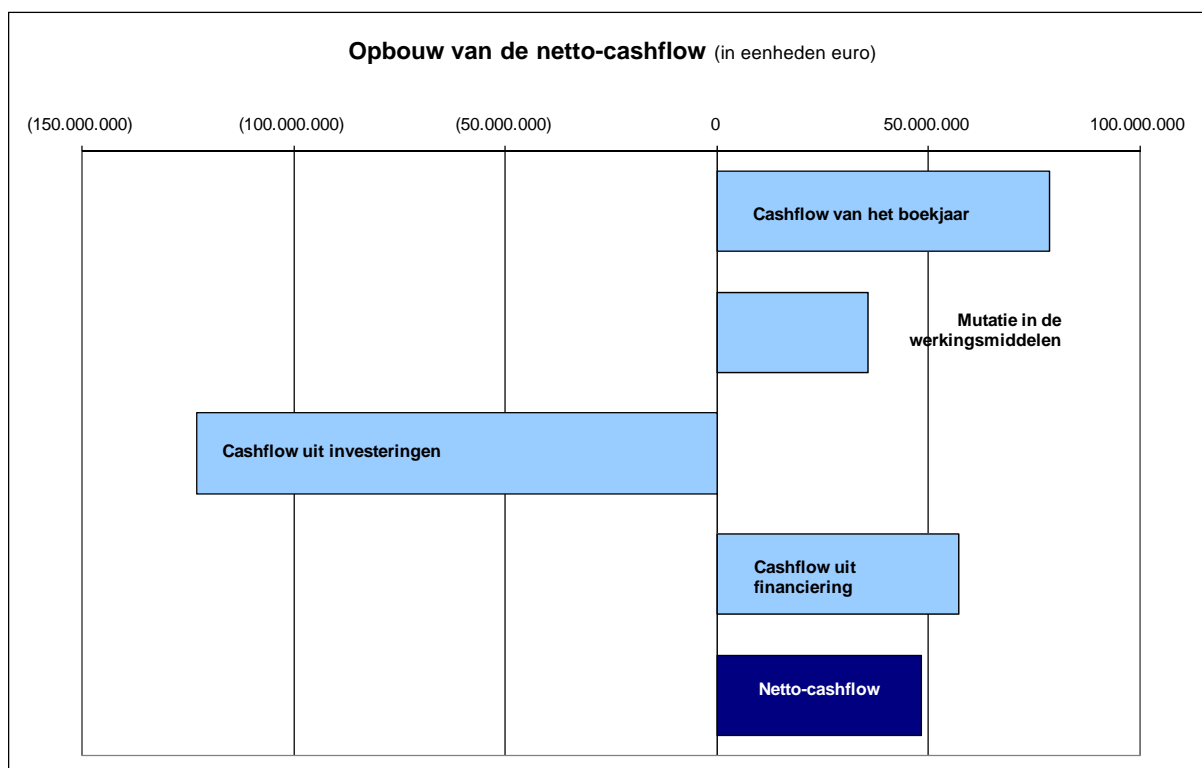 Opbouw van de netto-cashflow (in eenheden euro)
(150.000.000) (100.000.000) (50.000.000) 0 50.000.000 100.000.000
Cashflow van het boekjaar
Mutatie in de
werkingsmiddelen
Cashflow uit investeringen
Cashflow uit
financiering
Netto-cashflow